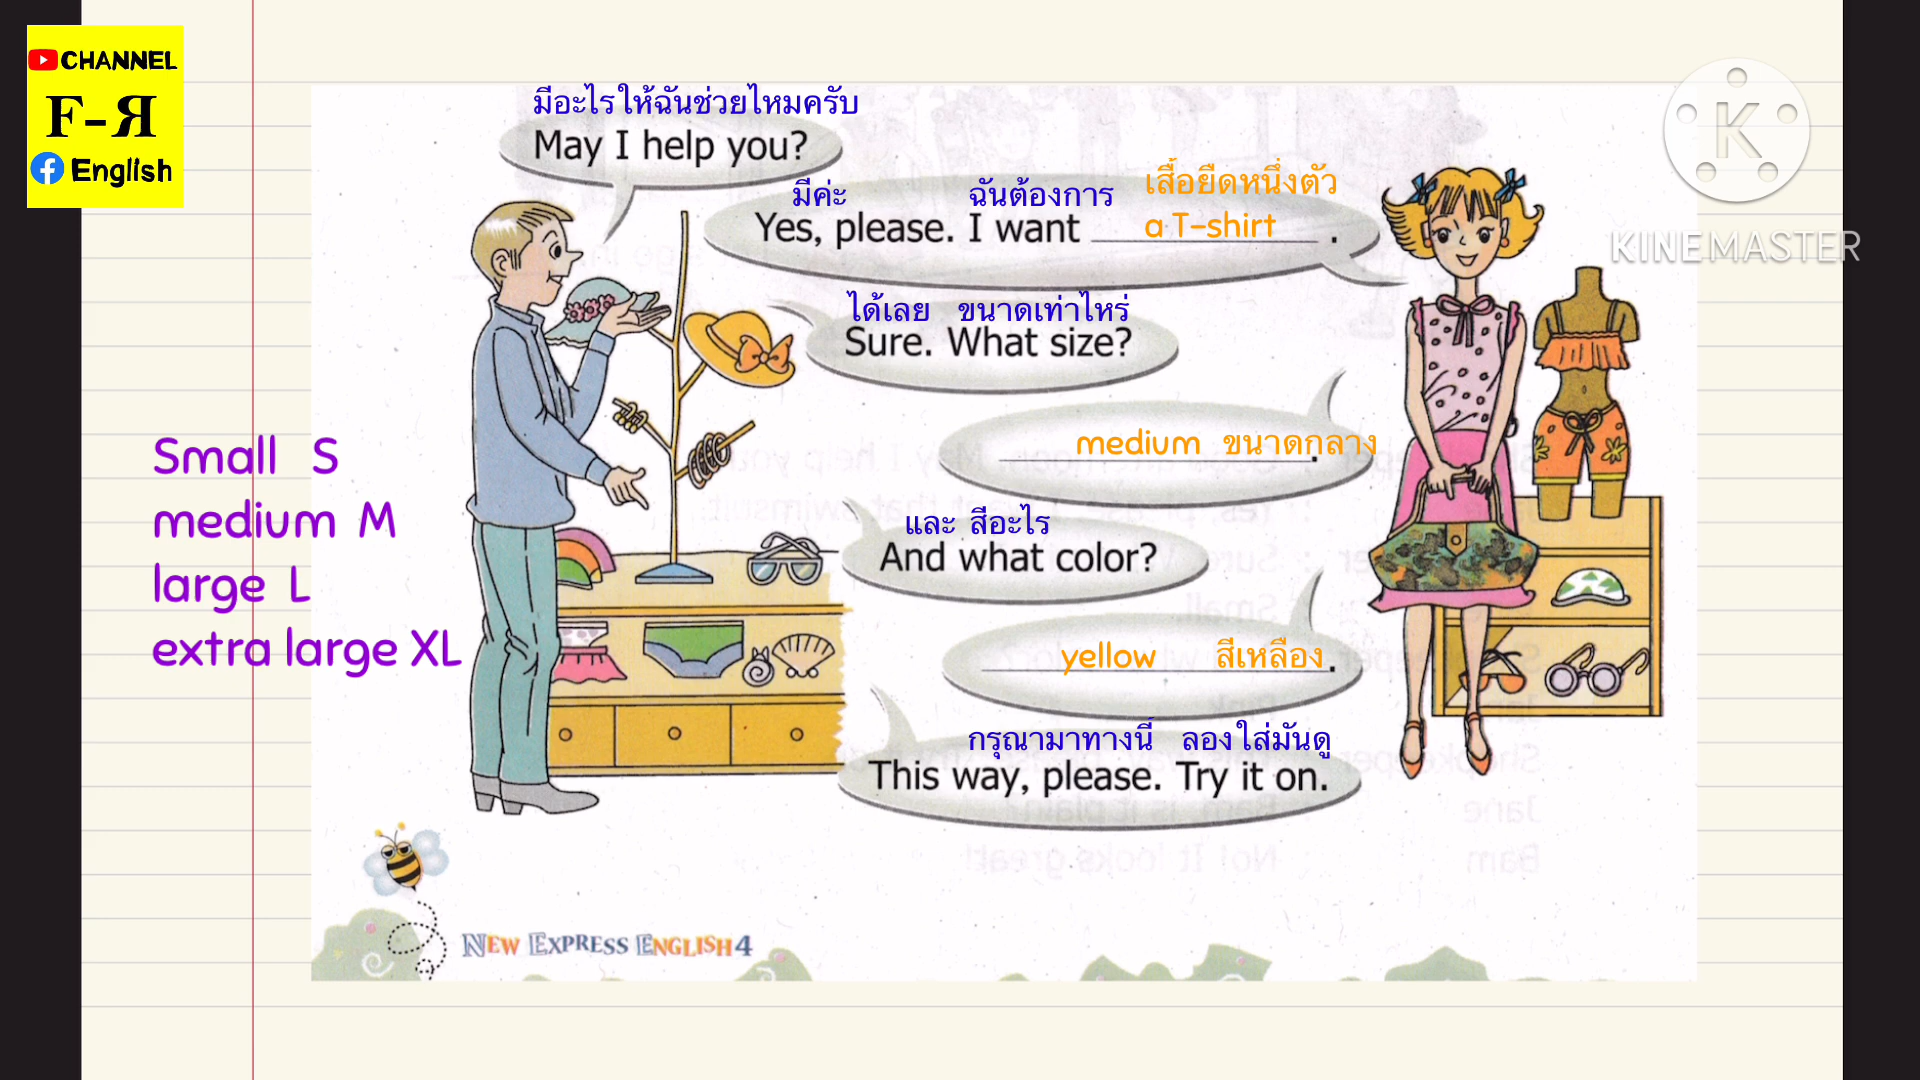 CHANNEL
F-Я
English
มีอะไรให้ฉันช่วยไหมครับ
May I help you?
มีค่ะ ฉันต้องการ เสื้อยืดหนึ่งตัว
Yes, please. I want a T-shirt .
ได้เลย ขนาดเท่าไหร่
Sure. What size?
medium ขนาดกลาง
และ สีอะไร
And what color?
yellow สีเหลือง.
กรุณามาทางนี้ ลองใส่มันดู
This way, please. Try it on.
Small S
medium M
large L
extra large XL
NEW EXPRESS ENGLISH 4
K
KINEMASTER